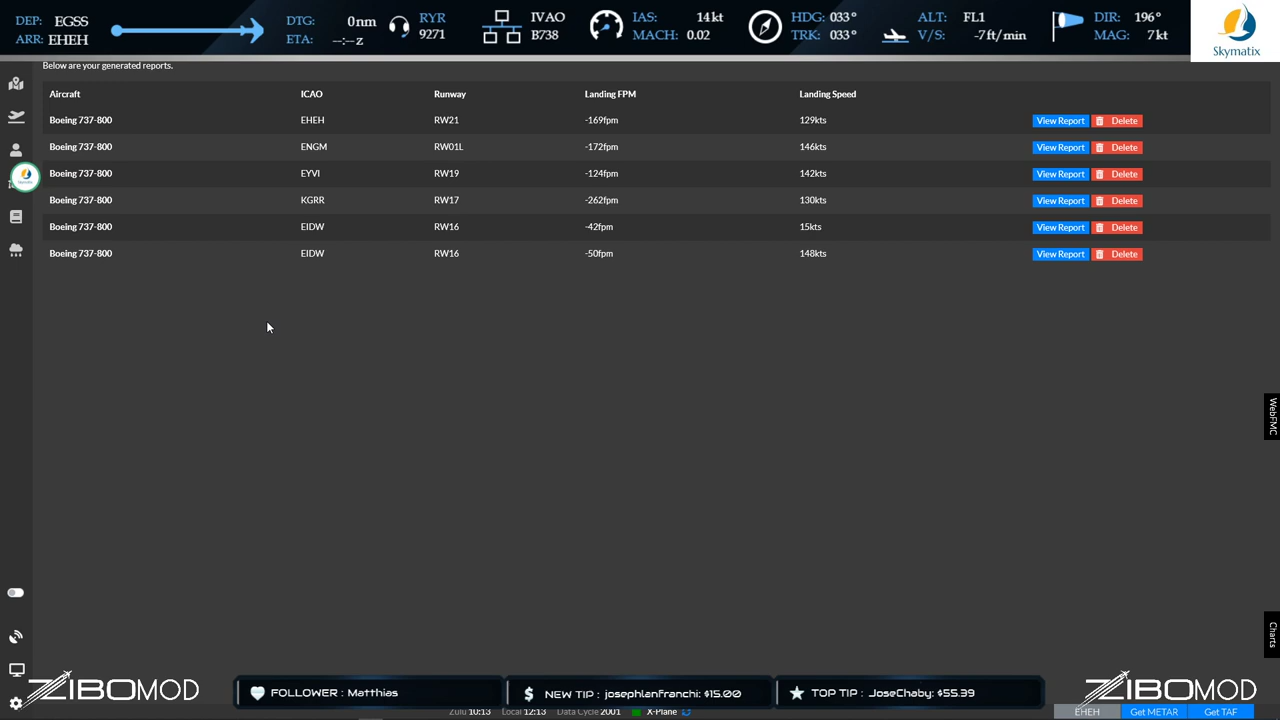 DEP: EGSS
ARR: EHEH
DTG: 0nm
ETA: --:-- z
RYR
9271
IVAO
B738
IAS: 14kt
MACH: 0.02
HDG: 033°
TRK: 033°
ALT: FL1
V/S: -7ft/min
DIR: 196°
MAG: 7kt
Skymatix
Below are your generated reports.
Aircraft ICAO Runway Landing FPM Landing Speed
Boeing 737-800 EHEH RW21 -169fpm 129kts View Report Delete
Boeing 737-800 ENGM RW01L -172fpm 146kts View Report Delete
Boeing 737-800 EYVI RW19 -124fpm 142kts View Report Delete
Boeing 737-800 KGRR RW17 -262fpm 130kts View Report Delete
Boeing 737-800 EIDW RW16 -42fpm 15kts View Report Delete
Boeing 737-800 EIDW RW16 -50fpm 148kts View Report Delete
WebFMC
Charts
ZIBOMOD
FOLLOWER : Matthias
NEW TIP : josephlanfranchi: $15.00
TOP TIP : JoseChaby: $55.39
ZIBOMOD
Zulu 10:13 Local 12:13 Data Cycle 2001 X-Plane
EHEH Get METAR Get TAF